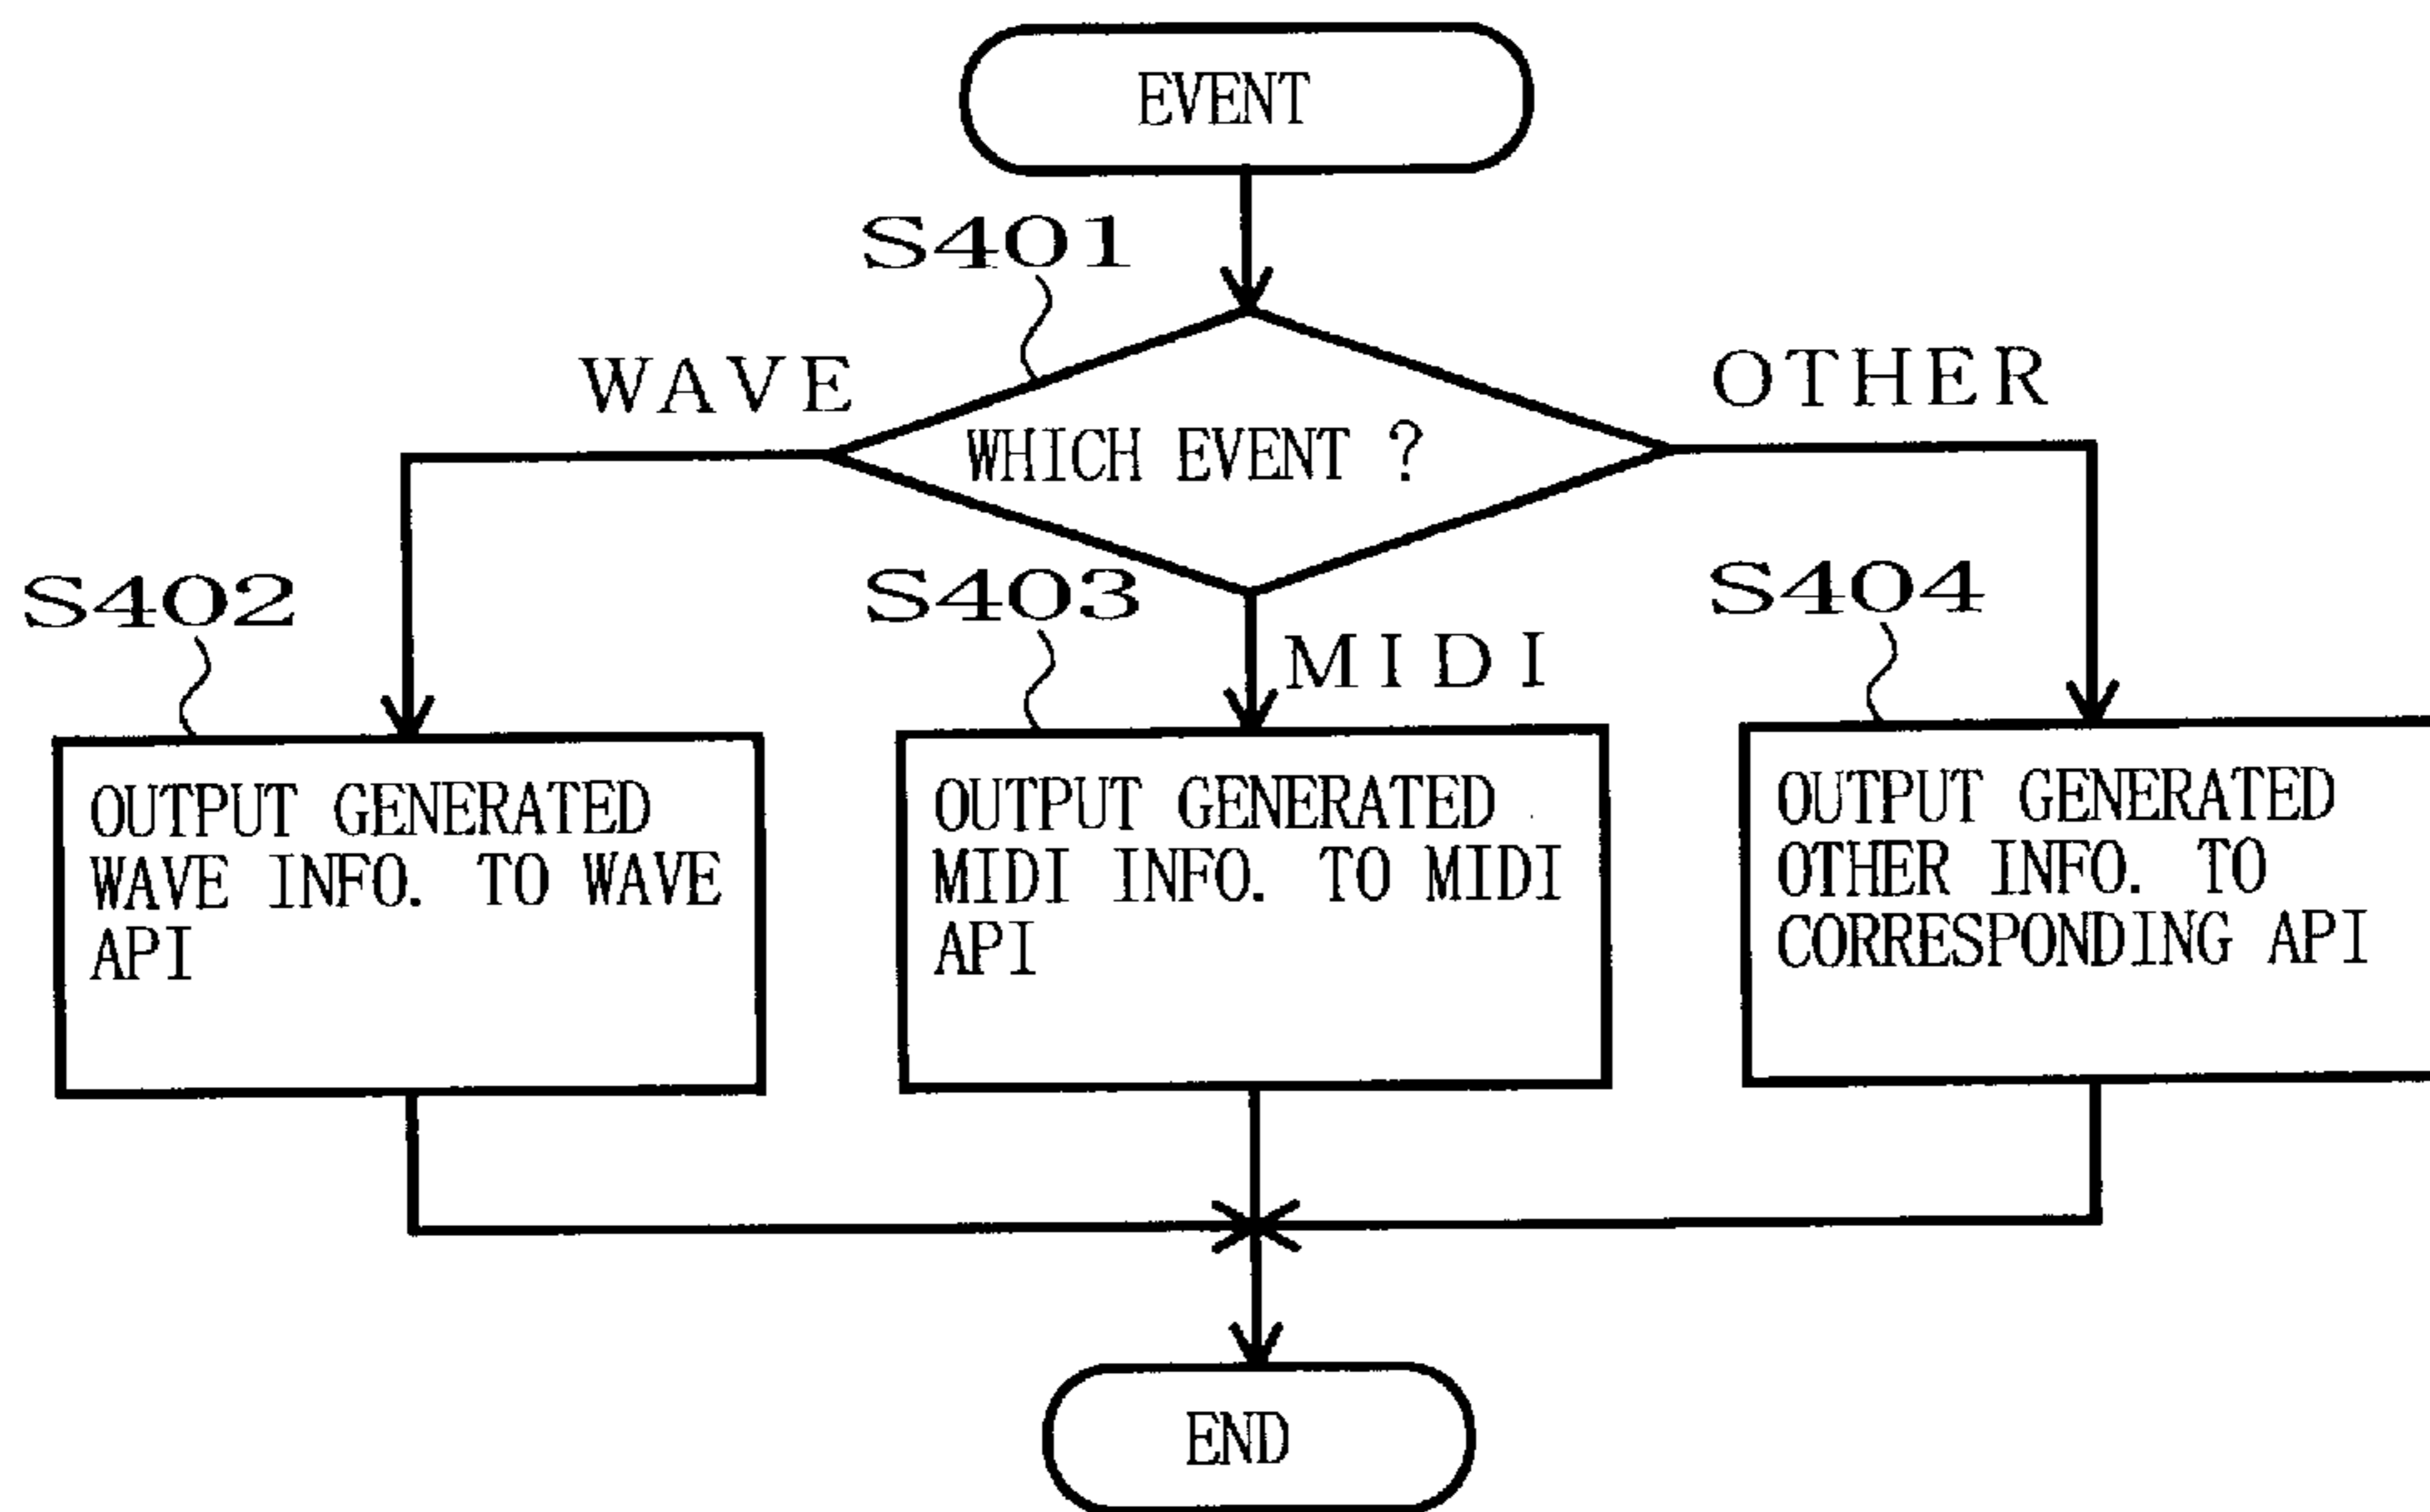 EVENT
S401
WAVE
OTHER
WHICH EVENT ?
S402
S403
S404
MIDI
OUTPUT GENERATED
WAVE INFO. TO WAVE
API
OUTPUT GENERATED
MIDI INFO. TO MIDI
API
OUTPUT GENERATED
OTHER INFO. TO
CORRESPONDING API
END